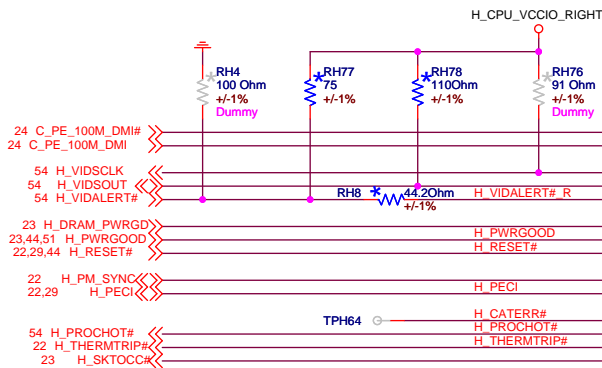 H_CPU_VCCIO_RIGHT
RH4 RH77 RH78 RH76
100 Ohm 75 110Ohm 91 Ohm
+/-1% +/-1% +/-1% +/-1%
Dummy Dummy
24 C_PE_100M_DMI#
24 C_PE_100M_DMI
54 H_VIDSCLK
54 H_VIDSOUT
54 H_VIDALERT# RH8 44.2Ohm H_VIDALERT#_R
+/-1%
23 H_DRAM_PWRGD
23,44,51 H_PWRGOOD H_PWRGOOD
22,29,44 H_RESET# H_RESET#
22 H_PM_SYNC
22,29 H_PECI H_PECI
TPH64 H_CATERR#
54 H_PROCHOT# H_PROCHOT#
22 H_THERMTRIP# H_THERMTRIP#
23 H_SKTOCC#